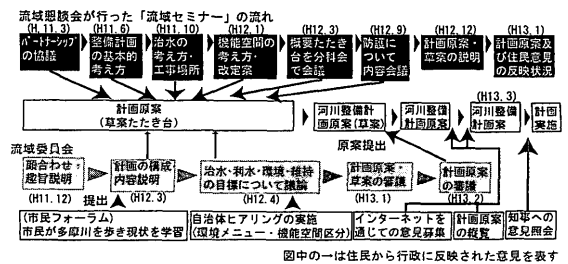 流域懇談会が行った「流域セミナー」の流れ
(H.11.3)
(H11.6)
(H11.10)
(H12.1)
(H12.3)
(H12.9)
(H12.12)
(H13.1)
パートナーシップ
の協議
整備計画
の基本的
考え方
治水の
考え方・
工事場所
機能空間の
考え方・
改定案
概要たたき
台を分科会
で会議
防護に
ついて
内容会議
計画原案・
草案の説明
計画原案及
び住民意見
の反映状況
計画原案
(草案たたき台)
河川整備計
画原案(草案)
河川整備
計画原案
(H13.3)
河川整備
計画案
計画
実施
流域委員会
原案提出
顔合わせ・
趣旨説明
計画の構成
内容説明
治水・利水・環境・維持
の目標について議論
計画原案・
草案の審議
計画原案
の審議
(H11.12)
提出
(H12.3)
(H12.4)
(H13.1)
(H13.2)
(市民フォーラム)
市民が多摩川を歩き現状を学習
自治体ヒアリングの実施
(環境メニュー・機能空間区分)
インターネットを
通じての意見募集
計画原案
の縦覧
知事への
意見照会
図中の→は住民から行政に反映された意見を表す